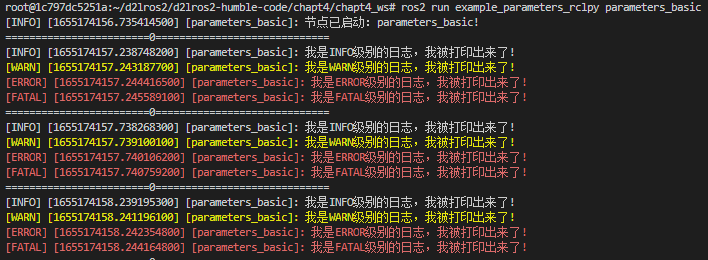 root@1c797dc5251a:~/d2lros2/d2lros2-humble-code/chapt4/chapt4_ws# ros2 run example_parameters_rclpy parameters_basic
[INFO] [1655174156.735414500] [parameters_basic]: 节点已启动：parameters_basic!
========================0============================
[INFO] [1655174157.238748200] [parameters_basic]: 我是INFO级别的日志，我被打印出来了!
[WARN] [1655174157.243187700] [parameters_basic]: 我是WARN级别的日志，我被打印出来了!
[ERROR] [1655174157.244416500] [parameters_basic]: 我是ERROR级别的日志，我被打印出来了!
[FATAL] [1655174157.245589100] [parameters_basic]: 我是FATAL级别的日志，我被打印出来了!
========================0============================
[INFO] [1655174157.738268300] [parameters_basic]: 我是INFO级别的日志，我被打印出来了!
[WARN] [1655174157.739100100] [parameters_basic]: 我是WARN级别的日志，我被打印出来了!
[ERROR] [1655174157.740106200] [parameters_basic]: 我是ERROR级别的日志，我被打印出来了!
[FATAL] [1655174157.740759200] [parameters_basic]: 我是FATAL级别的日志，我被打印出来了!
========================0============================
[INFO] [1655174158.239195300] [parameters_basic]: 我是INFO级别的日志，我被打印出来了!
[WARN] [1655174158.241196100] [parameters_basic]: 我是WARN级别的日志，我被打印出来了!
[ERROR] [1655174158.242354800] [parameters_basic]: 我是ERROR级别的日志，我被打印出来了!
[FATAL] [1655174158.244164800] [parameters_basic]: 我是FATAL级别的日志，我被打印出来了!